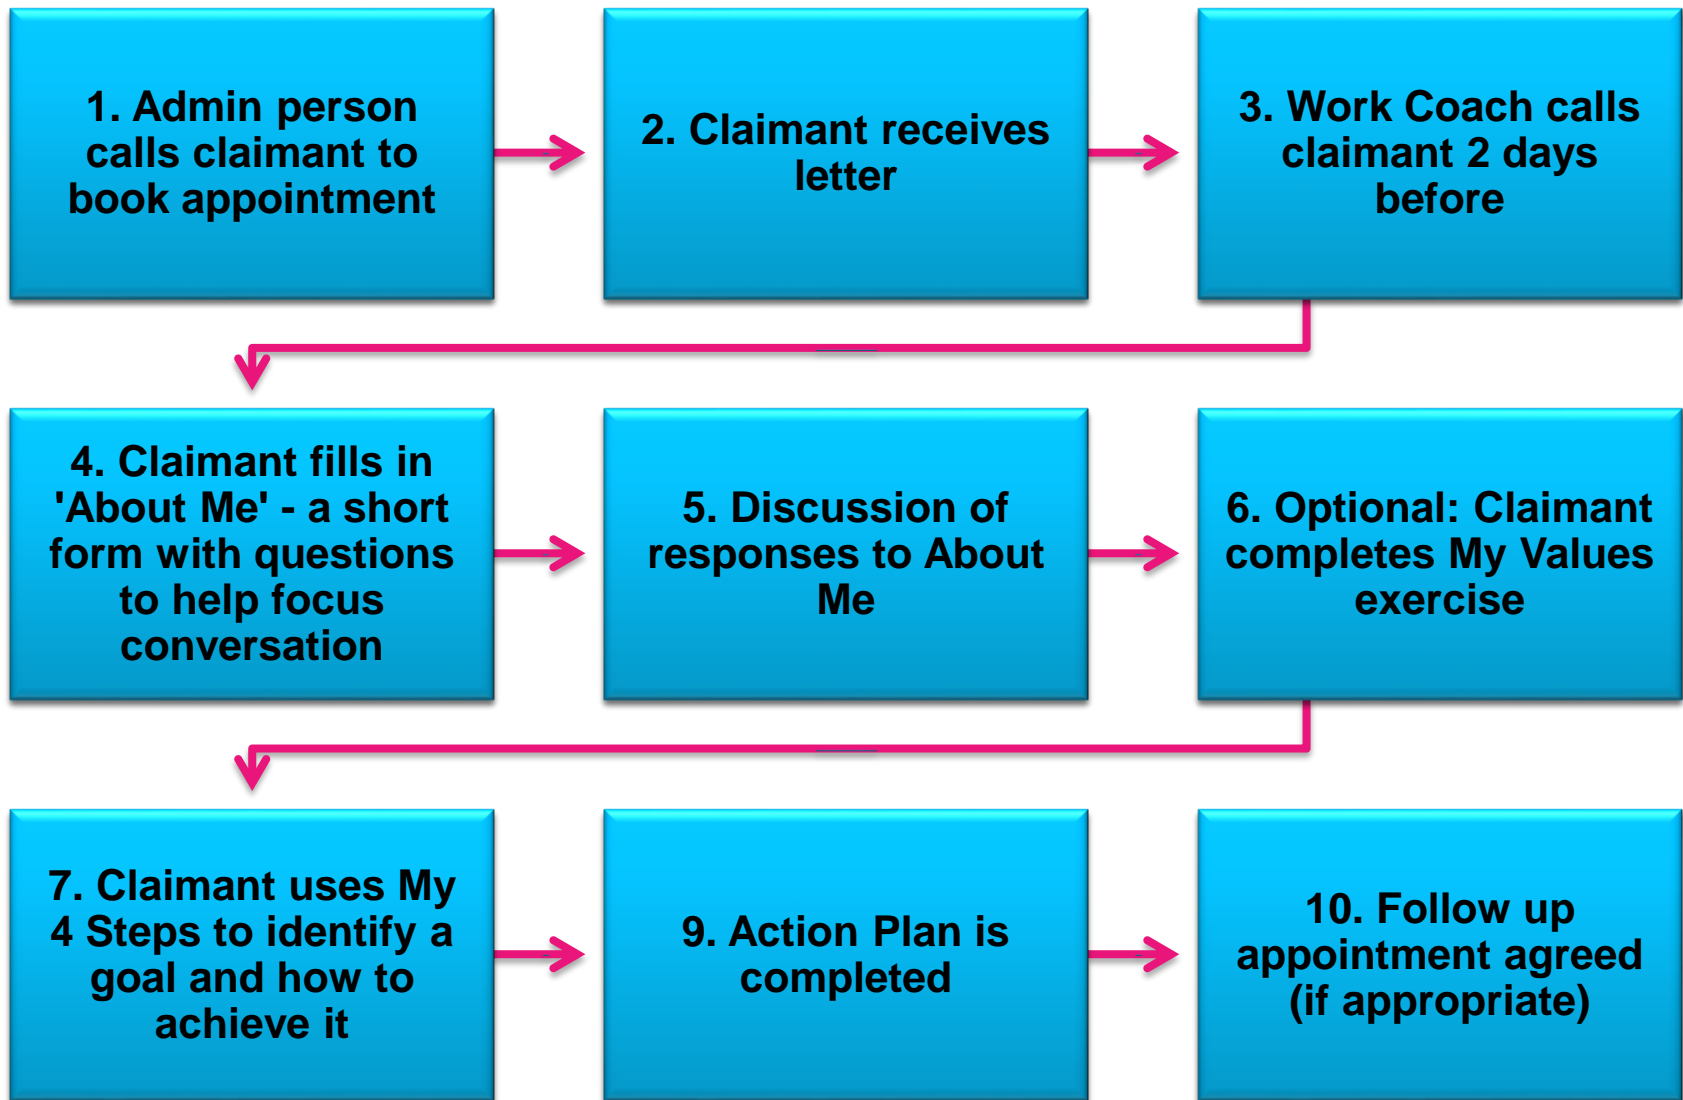 1. Admin person
calls claimant to
book appointment
2. Claimant receives
letter
3. Work Coach calls
claimant 2 days
before
4. Claimant fills in
'About Me' - a short
form with questions
to help focus
conversation
5. Discussion of
responses to About
Me
6. Optional: Claimant
completes My Values
exercise
7. Claimant uses My
4 Steps to identify a
goal and how to
achieve it
9. Action Plan is
completed
10. Follow up
appointment agreed
(if appropriate)